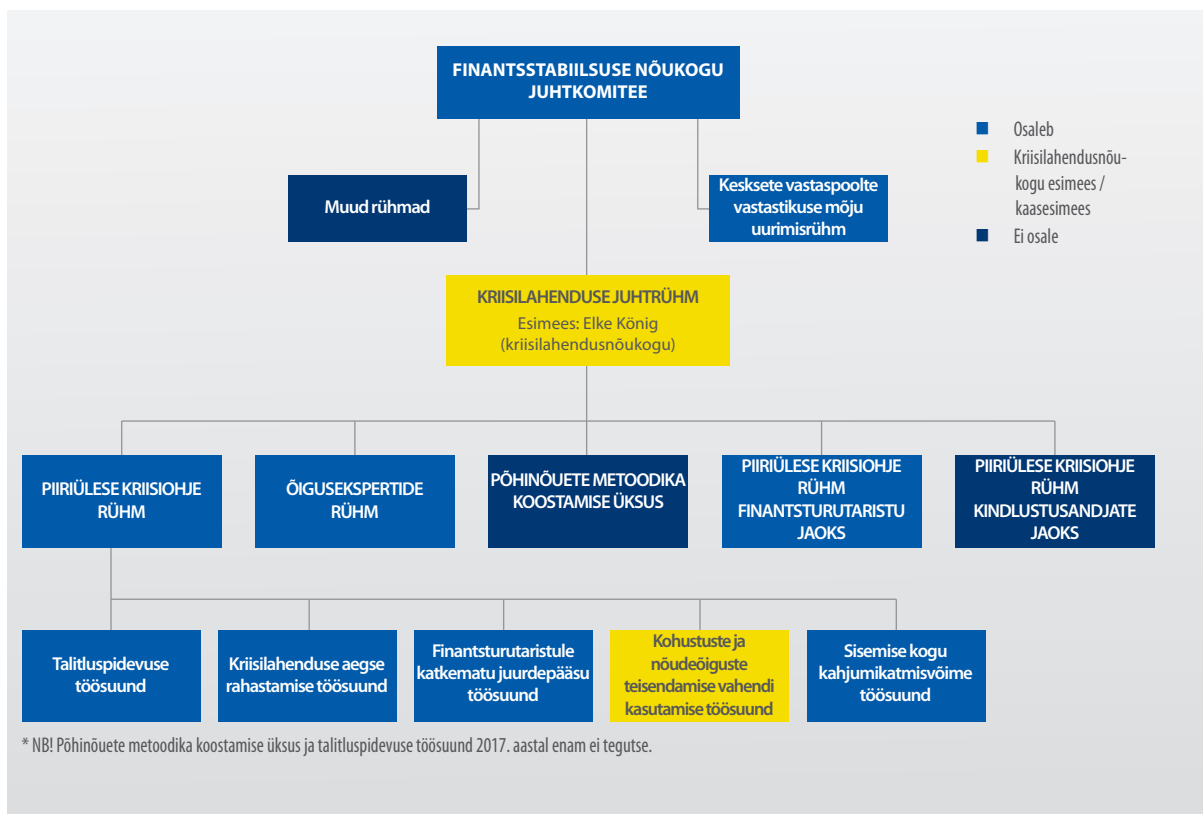 FINANTSSTABIILSUSE NÕUKOGU
JUHTKOMITEE
Osaleb
Kriisilahendusnõu-
kogu esimees /
kaasesimees
Ei osale
Muud rühmad
Kesksete vastaspoolte
vastastikuse mõju
uurimisrühm
KRIISILAHENDUSE JUHTRÜHM
Esimees: Elke König
(kriisilahendusnõukogu)
PIIRIÜLESE KRIISIOHJE
RÜHM
ÕIGUSEKSPERTIDE
RÜHM
PÕHINÕUETE METOODIKA
KOOSTAMISE ÜKSUS
PIIRIÜLESE KRIISIOHJE
RÜHM
FINANTSTURUTARISTU
JAOKS
PIIRIÜLESE KRIISIOHJE
RÜHM
KINDLUSTUSANDJATE
JAOKS
Talitluspidevuse
töösuund
Kriisilahenduse aegse
rahastamise töösuund
Finantsturutaristule
katkematu juurdepääsu
töösuund
Kohustuste ja
nõudeõiguste
teisendamise vahendi
kasutamise töösuund
Sisemise kogu
kahjumikatmisvõime
töösuund
* NB! Põhinõuete metoodika koostamise üksus ja talitluspidevuse töösuund 2017. aastal enam ei tegutse.